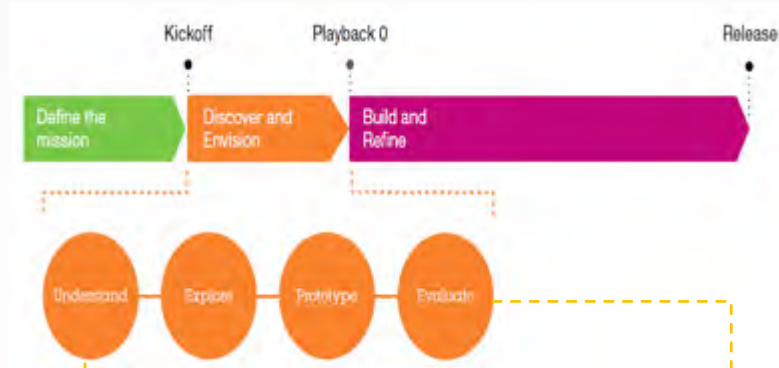 Kickoff
Playback 0
Release
Define the
mission
Discover and
Envision
Build and
Refine
Understand
Explore
Prototype
Evaluate